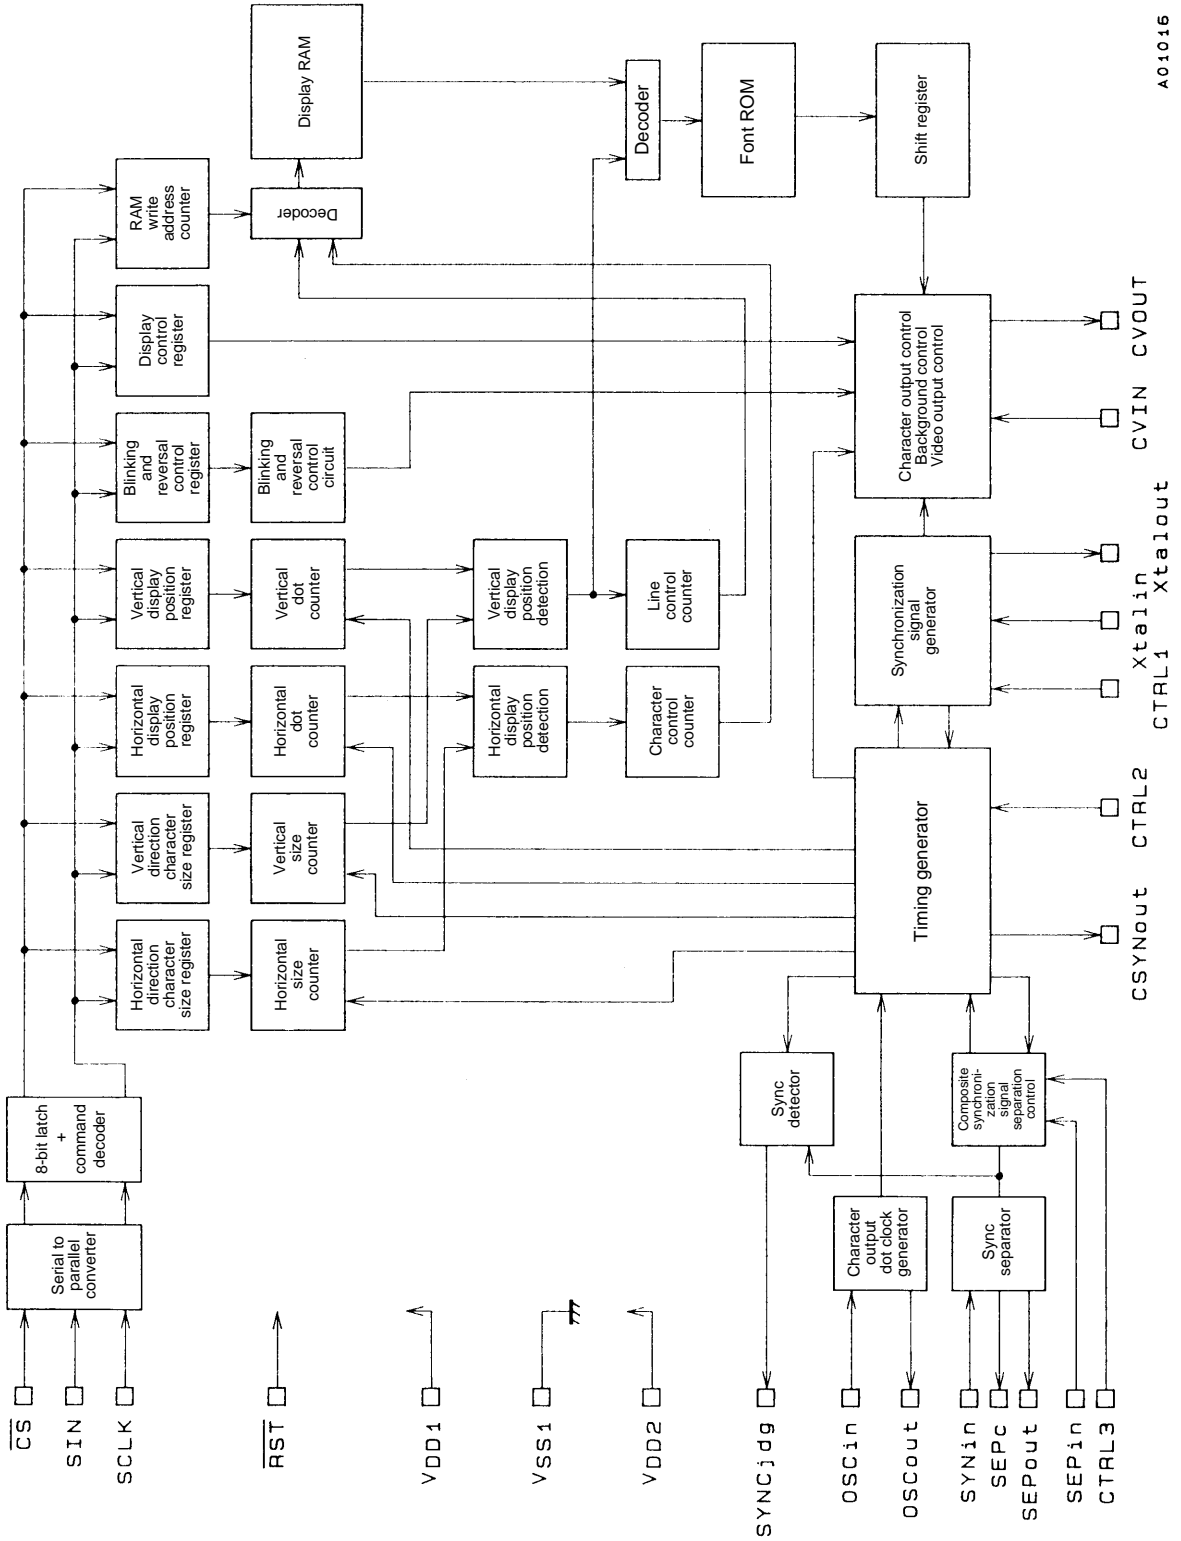 CS
SIN
SCLK
RST
VDD1
VSS1
VDD2
SYNCjdg
OSCin
OSCout
SYNin
SEPc
SEPout
SEPin
CTRL3
Serial to
parallel
converter
8-bit latch
+
command
decoder
Horizontal
direction
character
size register
Vertical
direction
character
size register
Horizontal
display
position
register
Vertical
display
position
register
Blinking
and
reversal
control
register
Display
control
register
RAM
write
address
counter
Horizontal
size
counter
Vertical
size
counter
Horizontal
dot
counter
Vertical
dot
counter
Blinking
and
reversal
control
circuit
Decoder
Display RAM
Horizontal
display
position
detection
Vertical
display
position
detection
Character
control
counter
Line
control
counter
Decoder
Font ROM
Shift register
Sync
detector
Character
output
dot clock
generator
Sync
separator
Composite
synchroni-
zation
signal
separation
control
Timing generator
Synchronization
signal
generator
Character output control
Background control
Video output control
CSYNout
CTRL2
CTRL1
Xtalin
Xtalout
CVIN
CVOUT
A01016